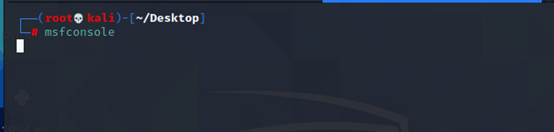 ┌──(root💀kali)-[~/Desktop]
└─# msfconsole